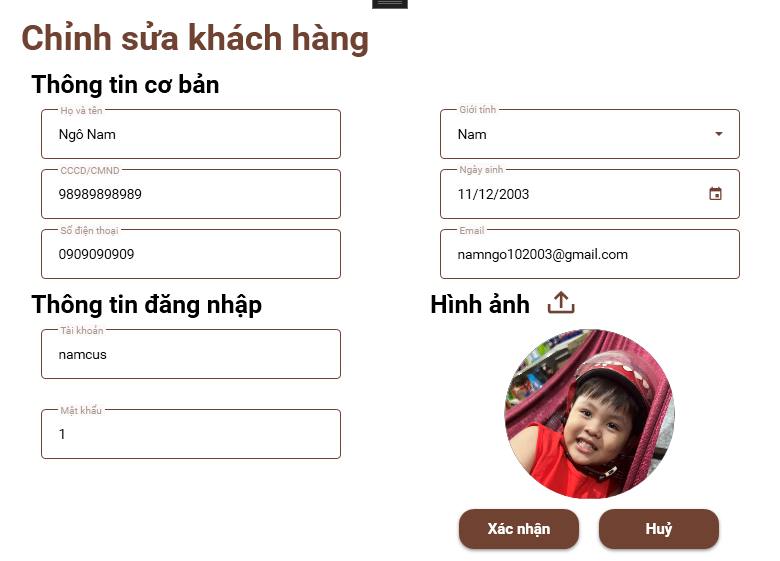 Chỉnh sửa khách hàng
Thông tin cơ bản
Họ và tên
Ngô Nam
Giới tính
Nam
CCCD/CMND
98989898989
Ngày sinh
11/12/2003
Số điện thoại
0909090909
Email
namngo102003@gmail.com
Thông tin đăng nhập
Hình ảnh
Tài khoản
namcus
Mật khẩu
1
Xác nhận
Huỷ